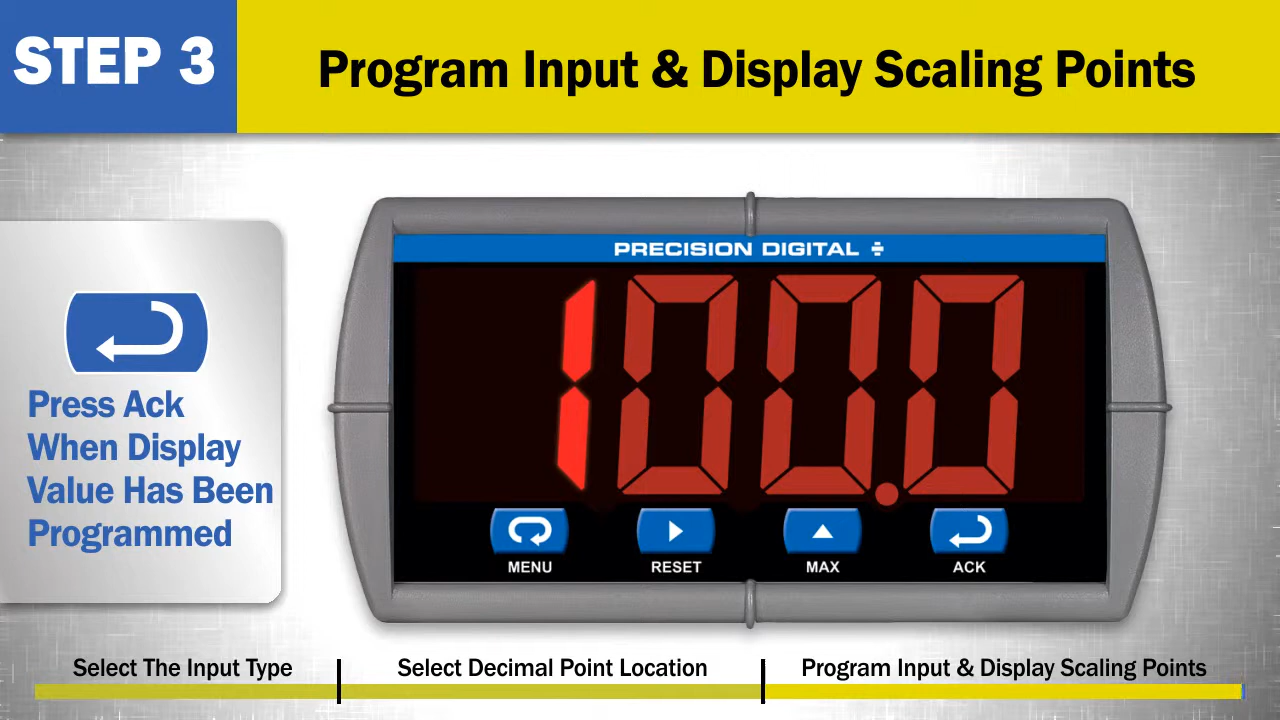 STEP 3
Program Input & Display Scaling Points
PRECISION DIGITAL
100.0
Press Ack
When Display
Value Has Been
Programmed
MENU
RESET
MAX
ACK
Select The Input Type
Select Decimal Point Location
Program Input & Display Scaling Points